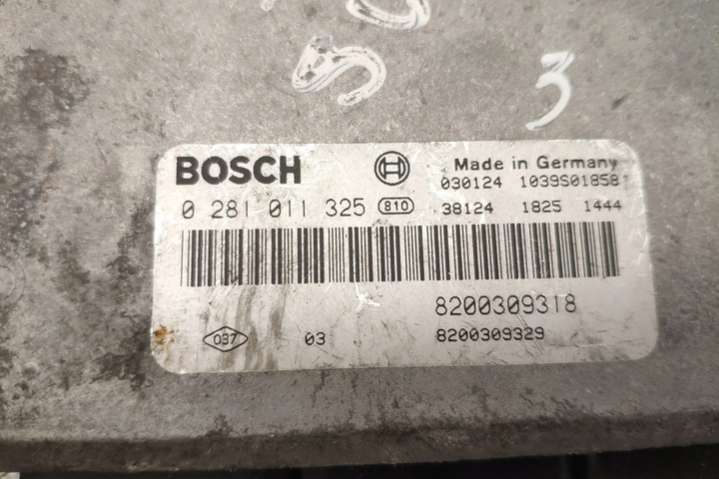 S
3
BOSCH
Made in Germany
030124 1039S01858
0 281 011 325 810 38124 1825 1444
8200309318
037 03 8200309329